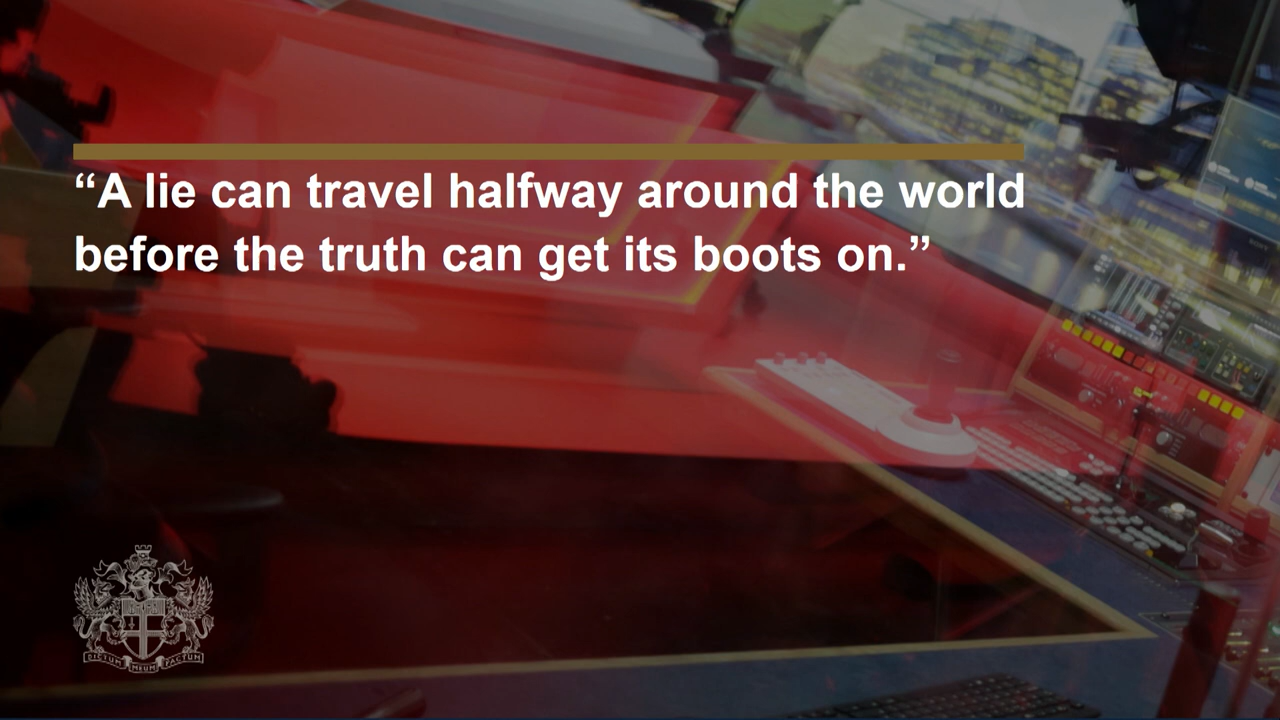 “A lie can travel halfway around the world
before the truth can get its boots on.”
DICTUM MEUM PACTUM